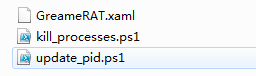 GreameRAT.xaml
kill_processes.ps1
update_pid.ps1